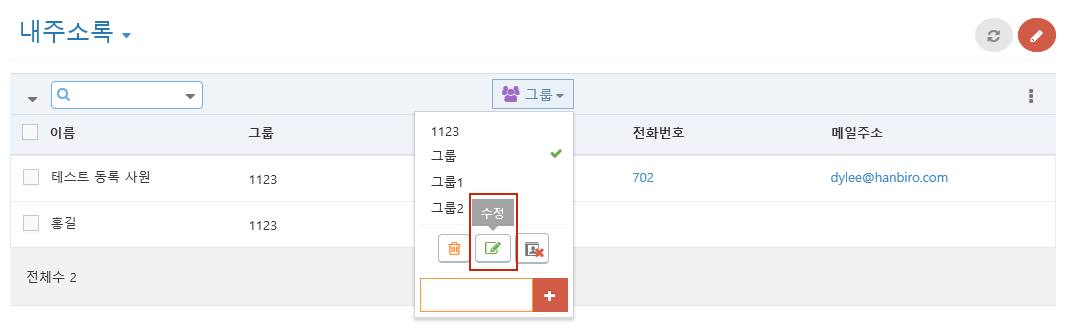 내주소록
그룹
이름 그룹 전화번호 메일주소
1123
그룹
그룹1
그룹2
수정
테스트 동록 사원 1123 702 dylee@hanbiro.com
홍길 1123
전체수 2